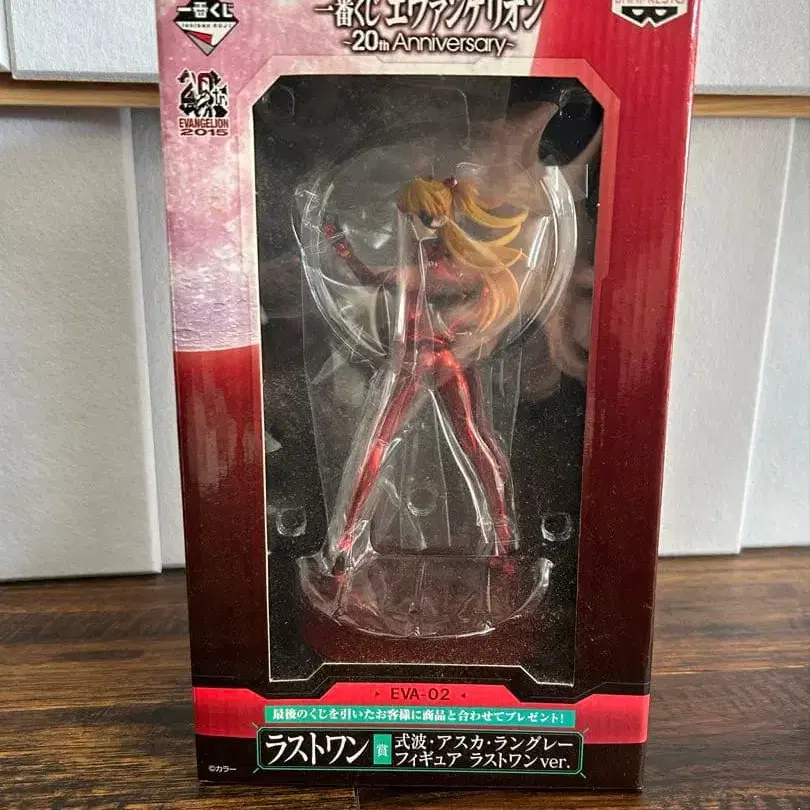 一番くじ
ICHIBAN KUJI
一番くじ エヴァンゲリオン
~20th Anniversary~
BANPRESTO
20th
EVANGELION
2015
EVA-02
最後のくじを引いたお客様に商品と合わせてプレゼント!
ラストワン 賞
式波・アスカ・ラングレー
フィギュア ラストワンver.
©カラー